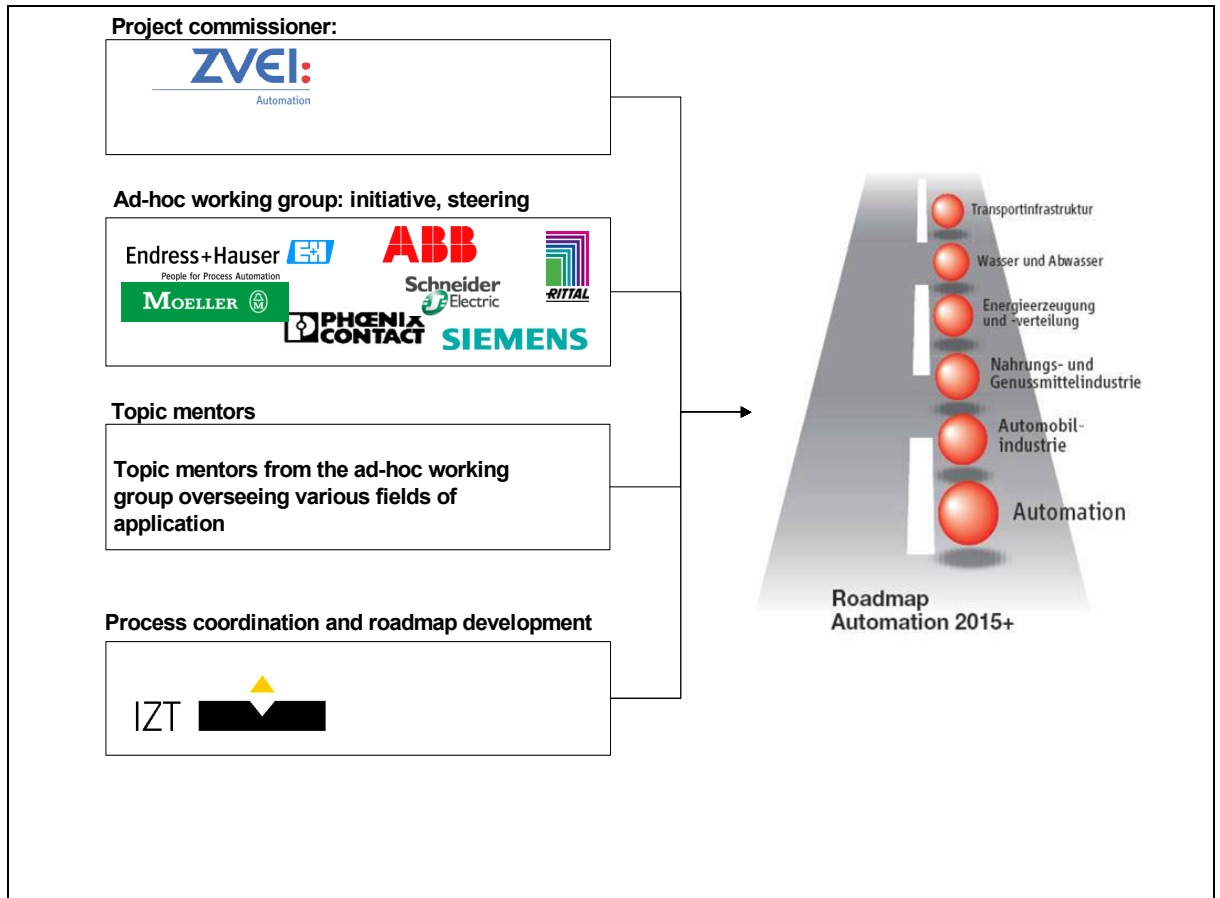 Project commissioner:
ZVEI:
Automation
Ad-hoc working group: initiative, steering
Endress+Hauser E+H
People for Process Automation
ABB
RITTAL
MOELLER
Schneider
Electric
PHŒNIX
CONTACT
SIEMENS
Topic mentors
Topic mentors from the ad-hoc working
group overseeing various fields of
application
Process coordination and roadmap development
IZT
Transportinfrastruktur
Wasser und Abwasser
Energieerzeugung
und -verteilung
Nahrungs- und
Genussmittelindustrie
Automobil-
industrie
Automation
Roadmap
Automation 2015+